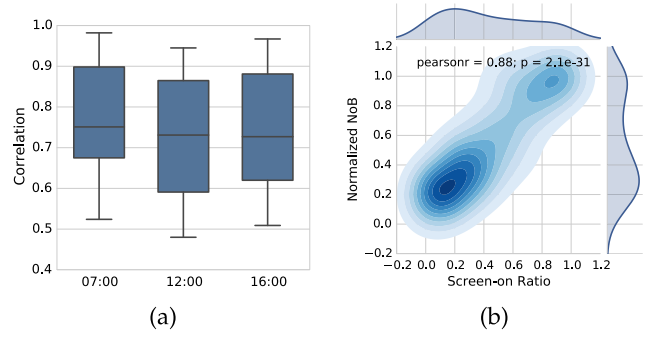 1.0
0.9
0.8
0.7
0.6
0.5
0.4
Correlation
07:00 12:00 16:00
(a)
pearsonr = 0.88; p = 2.1e-31
1.2
1.0
0.8
0.6
0.4
0.2
0.0
−0.2
Normalized NoB
−0.2 0.0 0.2 0.4 0.6 0.8 1.0 1.2
Screen-on Ratio
(b)